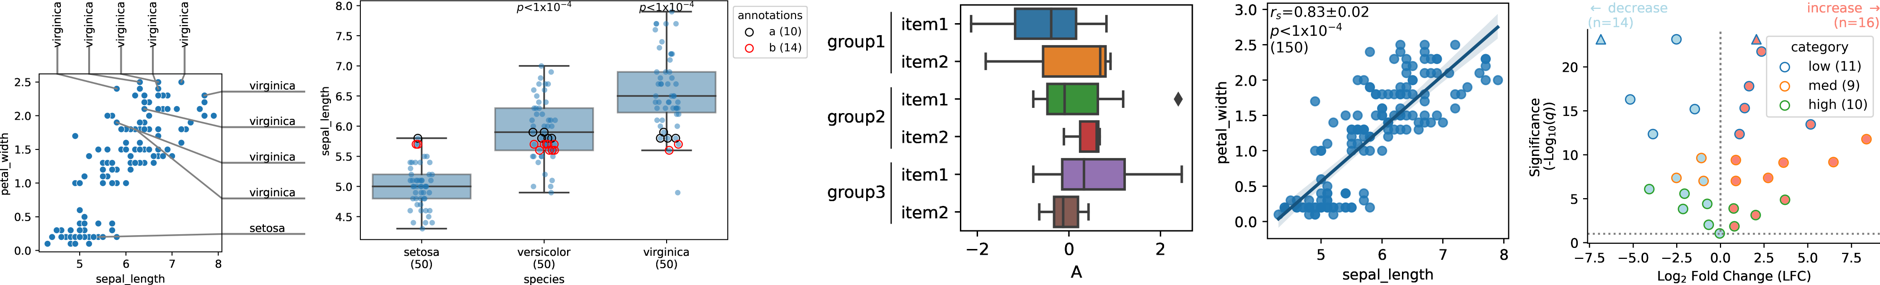 virginica
virginica
virginica
virginica
virginica
2.5
2.0
1.5
1.0
0.5
0.0
petal_width
5
6
7
8
sepal_length
virginica
virginica
virginica
virginica
setosa
8.0
7.5
7.0
6.5
6.0
5.5
5.0
4.5
sepal_length
p<1x10⁻⁴
p<1x10⁻⁴
setosa
(50)
versicolor
(50)
virginica
(50)
species
annotations
a (10)
b (14)
group1
item1
item2
group2
item1
item2
group3
item1
item2
−2
0
2
A
3.0
2.5
2.0
1.5
1.0
0.5
0.0
petal_width
rₛ=0.83±0.02
p<1x10⁻⁴
(150)
5
6
7
8
sepal_length
← decrease
(n=14)
increase →
(n=16)
category
low (11)
med (9)
high (10)
20
15
10
5
0
Significance
(-Log₁₀(q))
−7.5
−5.0
−2.5
0.0
2.5
5.0
7.5
Log₂ Fold Change (LFC)